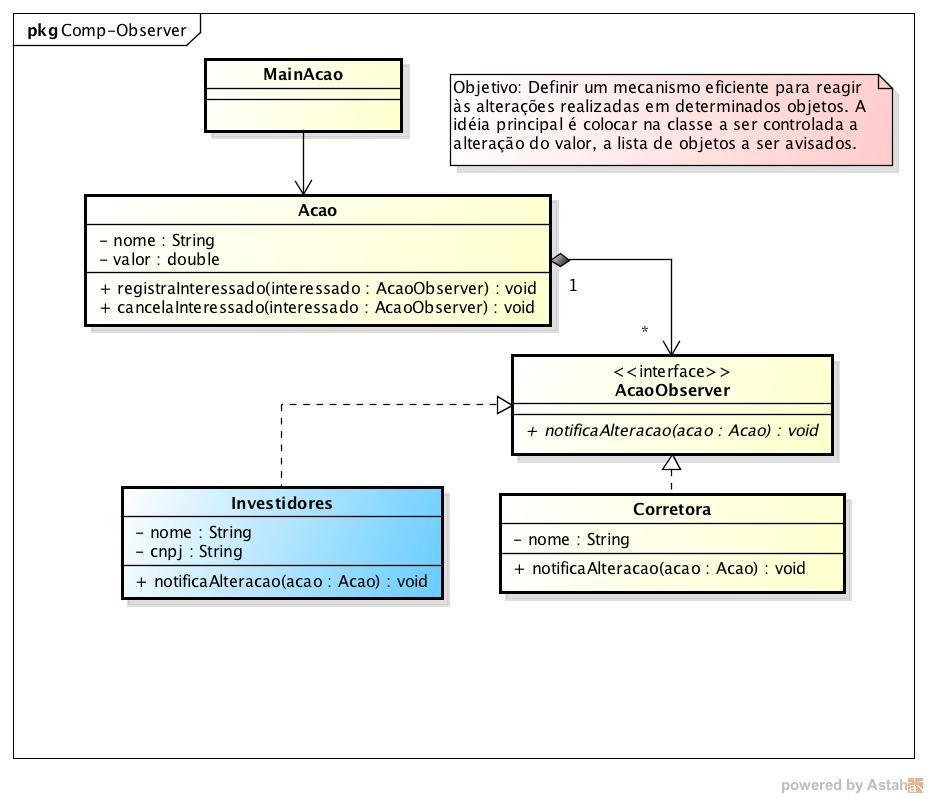 pkg Comp-Observer
MainAcao
Objetivo: Definir um mecanismo eficiente para reagir
às alterações realizadas em determinados objetos. A
idéia principal é colocar na classe a ser controlada a
alteração do valor, a lista de objetos a ser avisados.
Acao
- nome : String
- valor : double
+ registraInteressado(interessado : AcaoObserver) : void
+ cancelaInteressado(interessado : AcaoObserver) : void
1
*
<<interface>>
AcaoObserver
+ notificaAlteracao(acao : Acao) : void
Investidores
- nome : String
- cnpj : String
+ notificaAlteracao(acao : Acao) : void
Corretora
- nome : String
+ notificaAlteracao(acao : Acao) : void
powered by Astah